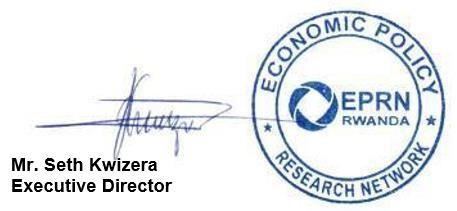 ECONOMIC POLICY
EPRN
RWANDA
RESEARCH NETWORK
Mr. Seth Kwizera
Executive Director